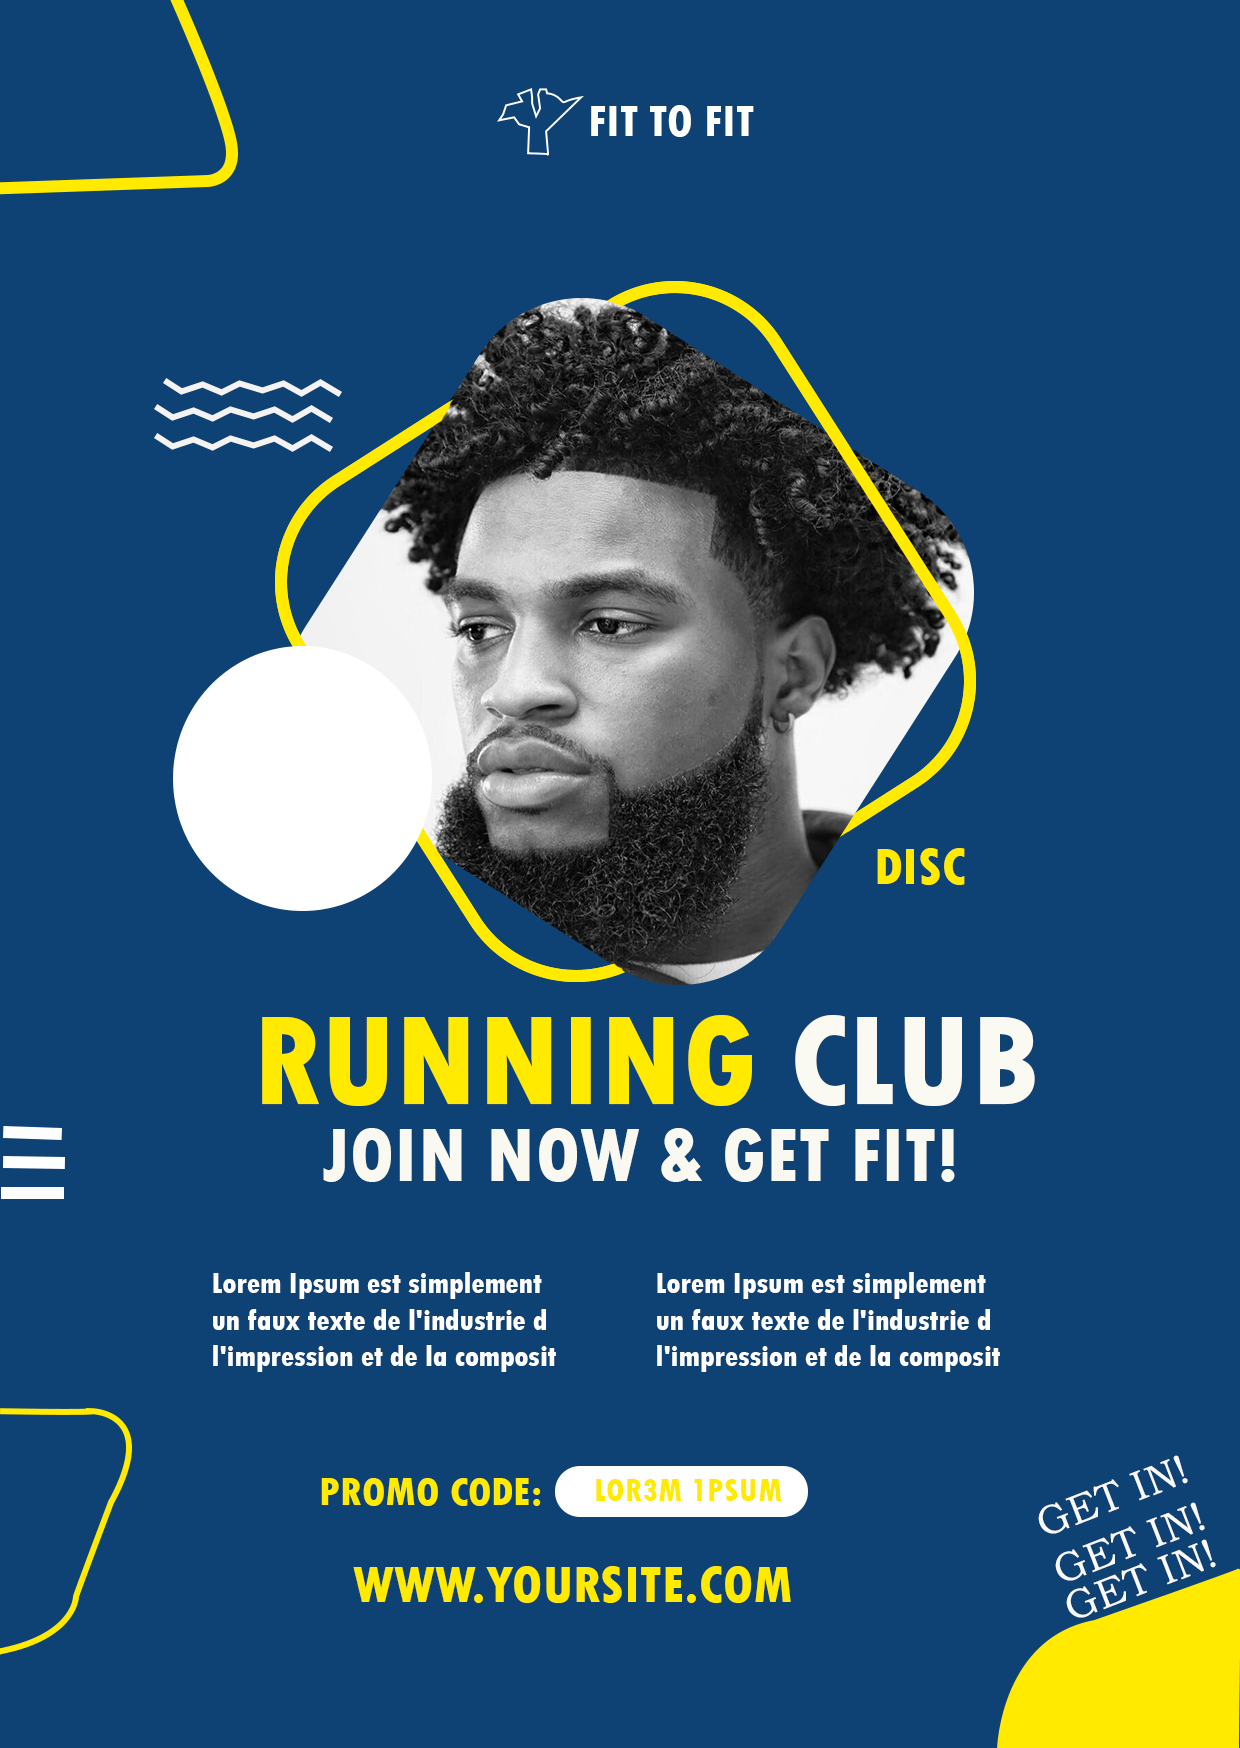 FIT TO FIT
DISC
RUNNING CLUB
JOIN NOW & GET FIT!
Lorem Ipsum est simplement
un faux texte de l'industrie d
l'impression et de la composit
Lorem Ipsum est simplement
un faux texte de l'industrie d
l'impression et de la composit
PROMO CODE: LOR3M 1PSUM
WWW.YOURSITE.COM
GET IN!
GET IN!
GET IN!